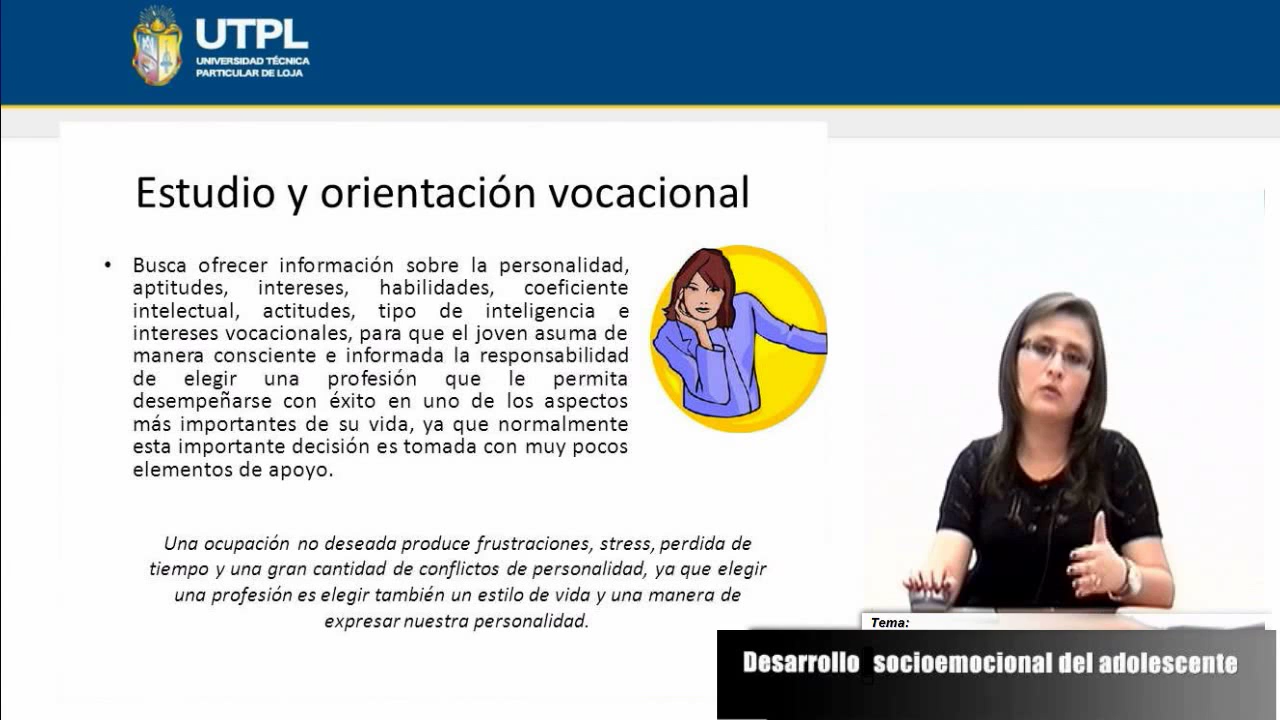 UTPL
UNIVERSIDAD TÉCNICA
PARTICULAR DE LOJA
Estudio y orientación vocacional
• Busca ofrecer información sobre la personalidad,
aptitudes, intereses, habilidades, coeficiente
intelectual, actitudes, tipo de inteligencia e
intereses vocacionales, para que el joven asuma de
manera consciente e informada la responsabilidad
de elegir una profesión que le permita
desempeñarse con éxito en uno de los aspectos
más importantes de su vida, ya que normalmente
esta importante decisión es tomada con muy pocos
elementos de apoyo.
Una ocupación no deseada produce frustraciones, stress, perdida de
tiempo y una gran cantidad de conflictos de personalidad, ya que elegir
una profesión es elegir también un estilo de vida y una manera de
expresar nuestra personalidad.
Tema:
Desarrollo socioemocional del adolescente